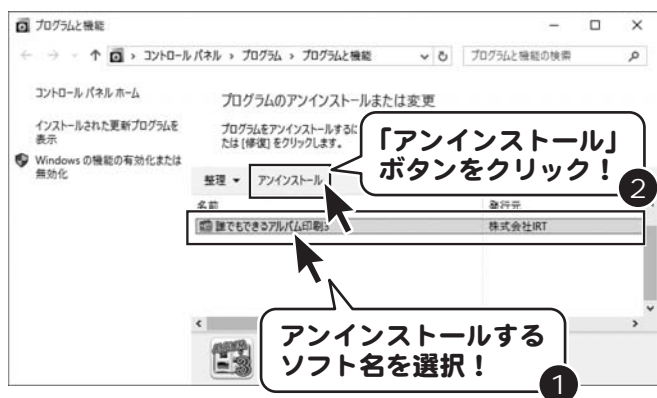 プログラムと機能
コントロール パネル › プログラム › プログラムと機能
プログラムと機能の検索
コントロール パネル ホーム
インストールされた更新プログラムを
表示
Windows の機能の有効化または
無効化
プログラムのアンインストールまたは変更
プログラムをアンインストールするに
たは [修復] をクリックします。
整理 ▼ アンインストール
「アンインストール」
ボタンをクリック！
2
名前 発行元
誰でもできるアルバム印刷3 株式会社IRT
アンインストールする
ソフト名を選択！
1